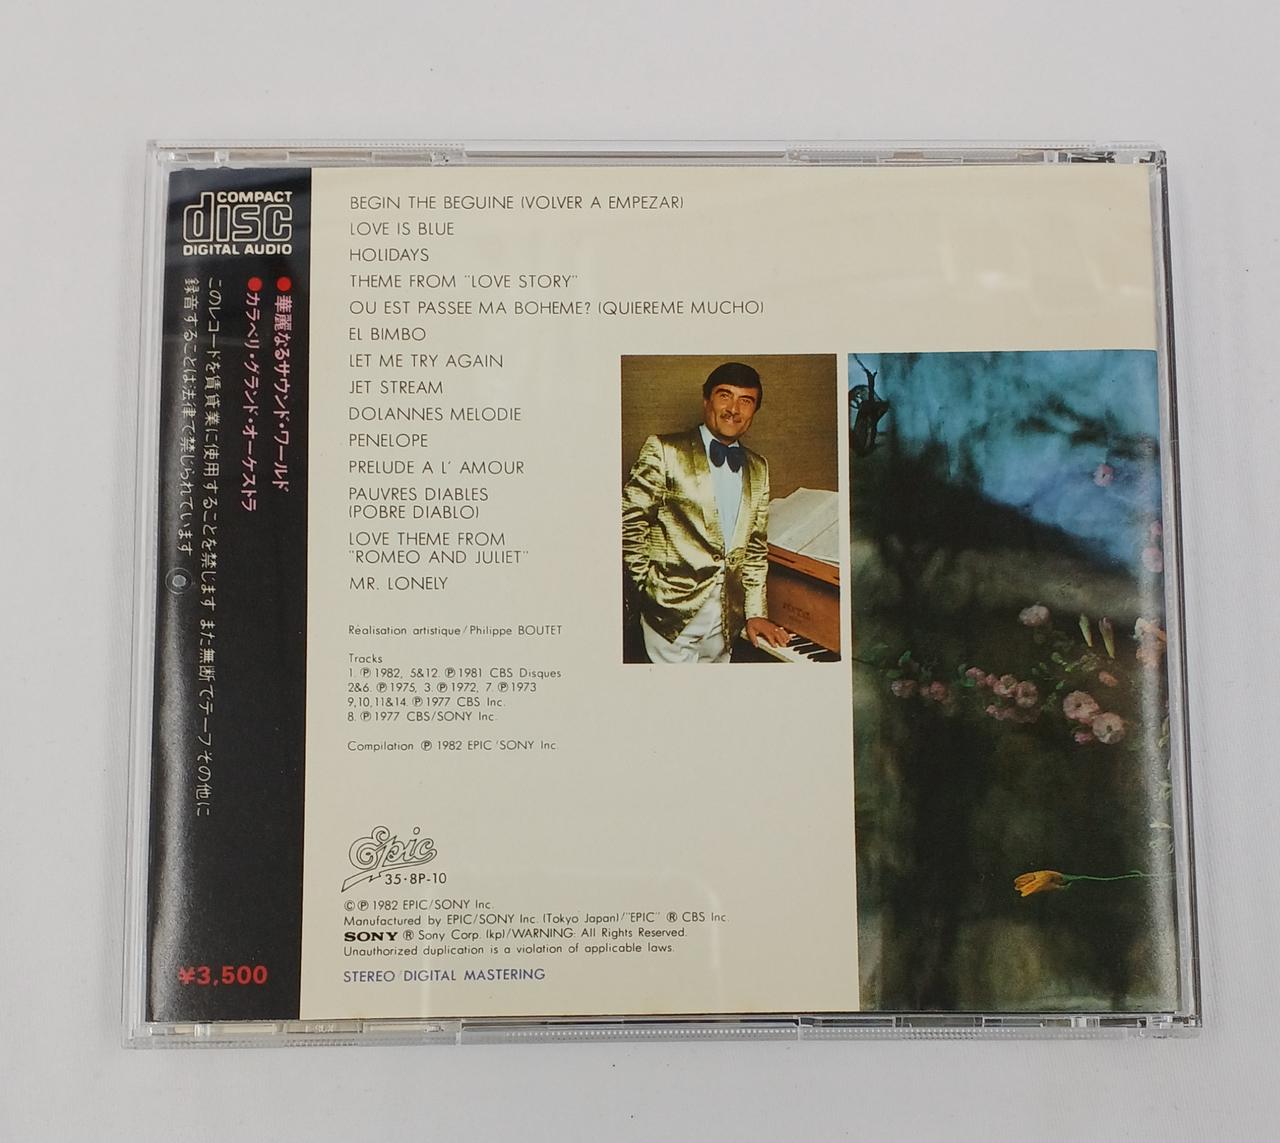 COMPACT
disc
DIGITAL AUDIO
●華麗なるサウンド・ワールド
●カラベリ・グランド・オーケストラ
このレコードを賃貸業に使用することを禁じます また無断でテープその他に
録音することは法律で禁じられています
¥3,500
BEGIN THE BEGUINE (VOLVER A EMPEZAR)
LOVE IS BLUE
HOLIDAYS
THEME FROM "LOVE STORY"
OU EST PASSEE MA BOHEME? (QUIEREME MUCHO)
EL BIMBO
LET ME TRY AGAIN
JET STREAM
DOLANNES MELODIE
PENELOPE
PRELUDE A L' AMOUR
PAUVRES DIABLES
(POBRE DIABLO)
LOVE THEME FROM
"ROMEO AND JULIET"
MR. LONELY
Réalisation artistique/Philippe BOUTET
Tracks
1. ℗ 1982, 5&12. ℗ 1981 CBS Disques
2&6. ℗ 1975, 3. ℗ 1972, 7. ℗ 1973
9,10,11&14. ℗ 1977 CBS Inc.
8. ℗ 1977 CBS/SONY Inc.
Compilation ℗ 1982 EPIC/SONY Inc.
Epic
35・8P-10
© ℗ 1982 EPIC/SONY Inc.
Manufactured by EPIC/SONY Inc. (Tokyo Japan)/"EPIC" ® CBS Inc.
SONY ® Sony Corp. (kp)/WARNING: All Rights Reserved.
Unauthorized duplication is a violation of applicable laws.
STEREO/DIGITAL MASTERING